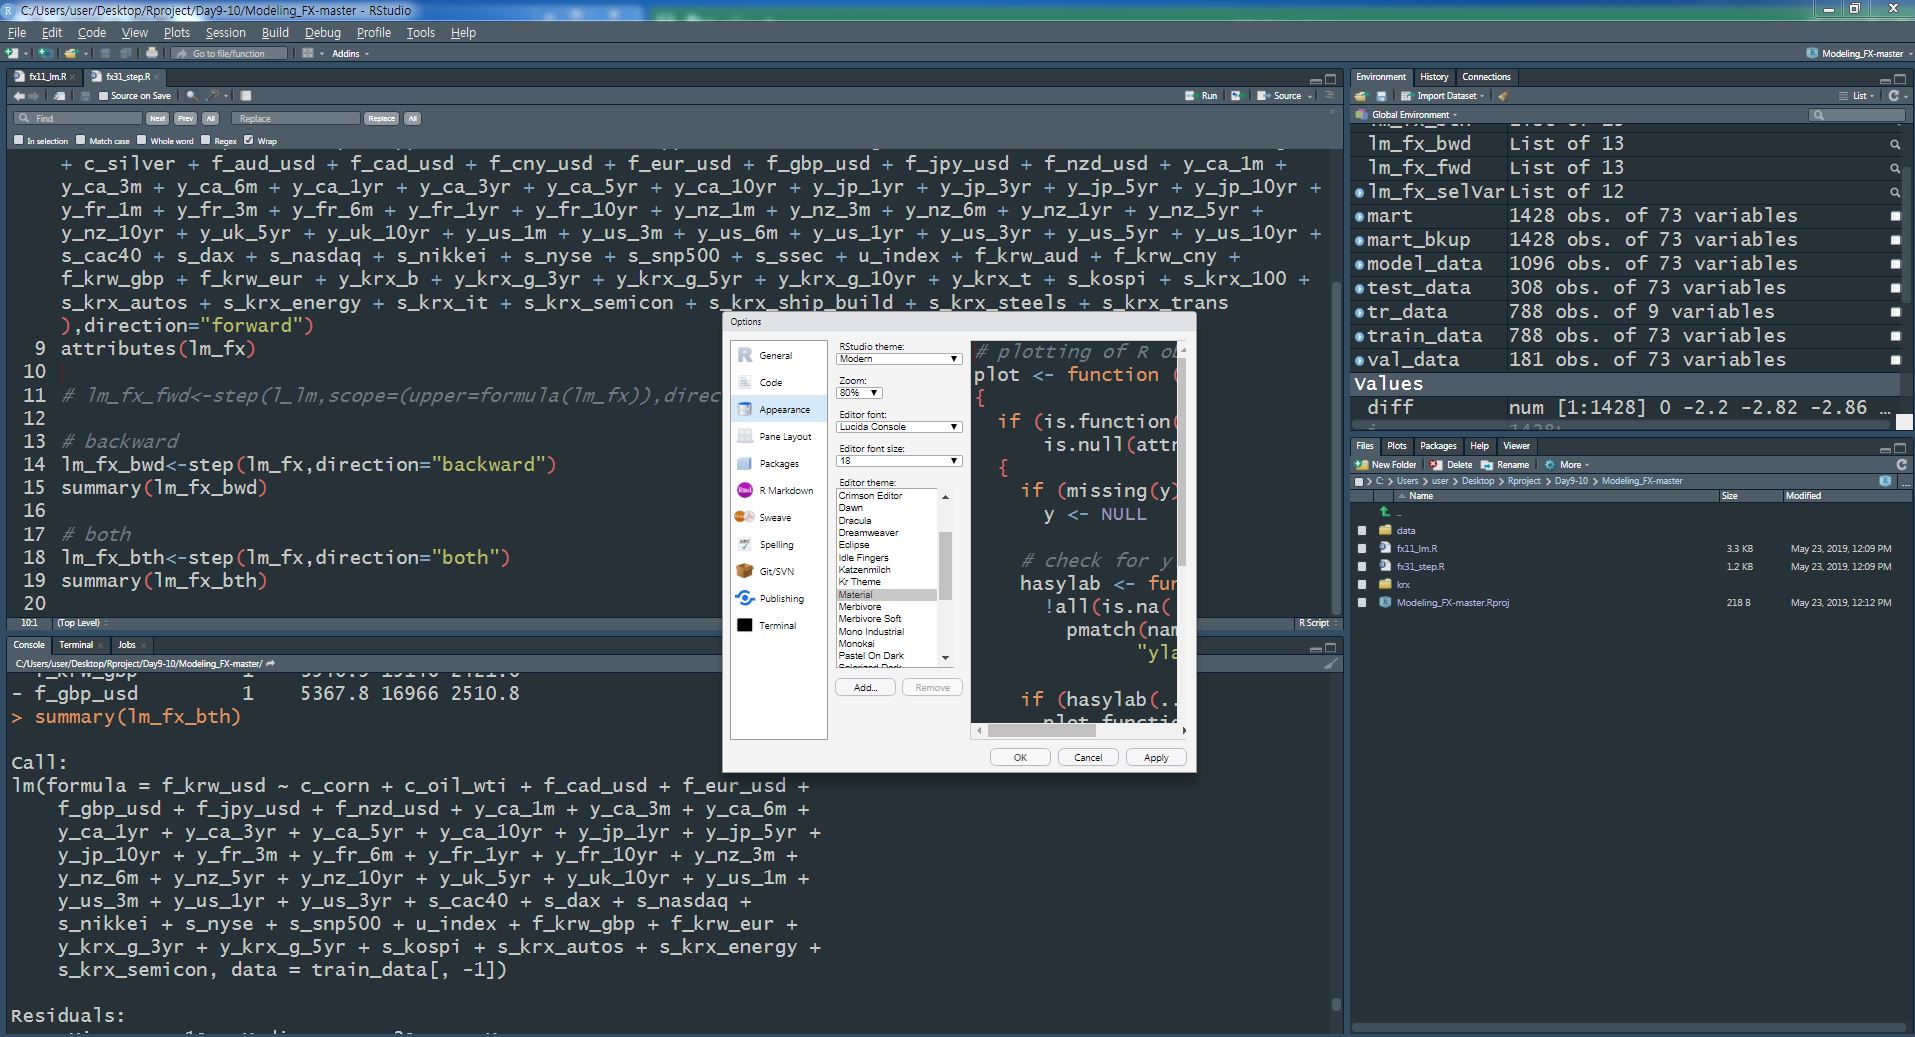 C:/Users/user/Desktop/Rproject/Day9-10/Modeling_FX-master - RStudio
File Edit Code View Plots Session Build Debug Profile Tools Help
Go to file/function Addins
Modeling_FX-master
fx11_lm.R
fx31_step.R
Source on Save
Run
Source
Find Next Prev All Replace Replace All
In selection Match case Whole word Regex Wrap
+ c_silver + f_aud_usd + f_cad_usd + f_cny_usd + f_eur_usd + f_gbp_usd + f_jpy_usd + f_nzd_usd + y_ca_1m +
y_ca_3m + y_ca_6m + y_ca_1yr + y_ca_3yr + y_ca_5yr + y_ca_10yr + y_jp_1yr + y_jp_3yr + y_jp_5yr + y_jp_10yr +
y_fr_1m + y_fr_3m + y_fr_6m + y_fr_1yr + y_fr_10yr + y_nz_1m + y_nz_3m + y_nz_6m + y_nz_1yr + y_nz_5yr +
y_nz_10yr + y_uk_5yr + y_uk_10yr + y_us_1m + y_us_3m + y_us_6m + y_us_1yr + y_us_3yr + y_us_5yr + y_us_10yr +
s_cac40 + s_dax + s_nasdaq + s_nikkei + s_nyse + s_snp500 + s_ssec + u_index + f_krw_aud + f_krw_cny +
f_krw_gbp + f_krw_eur + y_krx_b + y_krx_g_3yr + y_krx_g_5yr + y_krx_g_10yr + y_krx_t + s_kospi + s_krx_100 +
s_krx_autos + s_krx_energy + s_krx_it + s_krx_semicon + s_krx_ship_build + s_krx_steels + s_krx_trans
),direction="forward")
9 attributes(lm_fx)
10
11 # lm_fx_fwd<-step(l_lm,scope=(upper=formula(lm_fx)),direc
12
13 # backward
14 lm_fx_bwd<-step(lm_fx,direction="backward")
15 summary(lm_fx_bwd)
16
17 # both
18 lm_fx_bth<-step(lm_fx,direction="both")
19 summary(lm_fx_bth)
20
10:1 (Top Level)
R Script
Console Terminal Jobs
C:/Users/user/Desktop/Rproject/Day9-10/Modeling_FX-master/
- f_gbp_usd 1 5367.8 16966 2510.8
> summary(lm_fx_bth)
Call:
lm(formula = f_krw_usd ~ c_corn + c_oil_wti + f_cad_usd + f_eur_usd +
f_gbp_usd + f_jpy_usd + f_nzd_usd + y_ca_1m + y_ca_3m + y_ca_6m +
y_ca_1yr + y_ca_3yr + y_ca_5yr + y_ca_10yr + y_jp_1yr + y_jp_5yr +
y_jp_10yr + y_fr_3m + y_fr_6m + y_fr_1yr + y_fr_10yr + y_nz_3m +
y_nz_6m + y_nz_5yr + y_nz_10yr + y_uk_5yr + y_uk_10yr + y_us_1m +
y_us_3m + y_us_1yr + y_us_3yr + s_cac40 + s_dax + s_nasdaq +
s_nikkei + s_nyse + s_snp500 + u_index + f_krw_gbp + f_krw_eur +
y_krx_g_3yr + y_krx_g_5yr + s_kospi + s_krx_autos + s_krx_energy +
s_krx_semicon, data = train_data[, -1])
Residuals:
Options
General
Code
Appearance
Pane Layout
Packages
R Markdown
Sweave
Spelling
Git/SVN
Publishing
Terminal
RStudio theme:
Modern
Zoom:
80%
Editor font:
Lucida Console
Editor font size:
18
Editor theme:
Crimson Editor
Dawn
Dracula
Dreamweaver
Eclipse
Idle Fingers
Katzenmilch
Kr Theme
Material
Merbivore
Merbivore Soft
Mono Industrial
Monokai
Pastel On Dark
Solarized Dark
Add... Remove
# plotting of R ob
plot <- function (
{
if (is.function(
is.null(attr
{
if (missing(y)
y <- NULL
# check for y
hasylab <- fun
!all(is.na(
pmatch(nam
"yla
if (hasylab(..
plot.functio
OK Cancel Apply
Environment History Connections
Import Dataset List
Global Environment
lm_fx_bth List of 13
lm_fx_bwd List of 13
lm_fx_fwd List of 13
lm_fx_selVar List of 12
mart 1428 obs. of 73 variables
mart_bkup 1428 obs. of 73 variables
model_data 1096 obs. of 73 variables
test_data 308 obs. of 73 variables
tr_data 788 obs. of 9 variables
train_data 788 obs. of 73 variables
val_data 181 obs. of 73 variables
Values
diff num [1:1428] 0 -2.2 -2.82 -2.86 ...
Files Plots Packages Help Viewer
New Folder Delete Rename More
C: > Users > user > Desktop > Rproject > Day9-10 > Modeling_FX-master
Name Size Modified
..
data
fx11_lm.R 3.3 KB May 23, 2019, 12:09 PM
fx31_step.R 1.2 KB May 23, 2019, 12:09 PM
krx
Modeling_FX-master.Rproj 218 B May 23, 2019, 12:12 PM